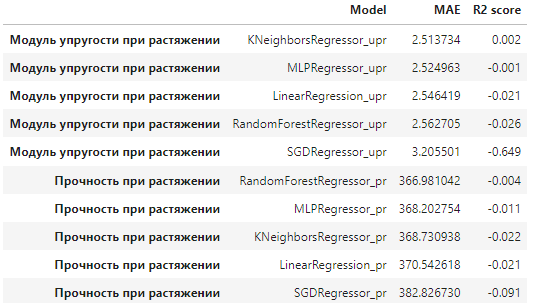 Model MAE R2 score
Модуль упругости при растяжении KNeighborsRegressor_upr 2.513734 0.002
Модуль упругости при растяжении MLPRegressor_upr 2.524963 -0.001
Модуль упругости при растяжении LinearRegression_upr 2.546419 -0.021
Модуль упругости при растяжении RandomForestRegressor_upr 2.562705 -0.026
Модуль упругости при растяжении SGDRegressor_upr 3.205501 -0.649
Прочность при растяжении RandomForestRegressor_pr 366.981042 -0.004
Прочность при растяжении MLPRegressor_pr 368.202754 -0.011
Прочность при растяжении KNeighborsRegressor_pr 368.730938 -0.022
Прочность при растяжении LinearRegression_pr 370.542618 -0.021
Прочность при растяжении SGDRegressor_pr 382.826730 -0.091